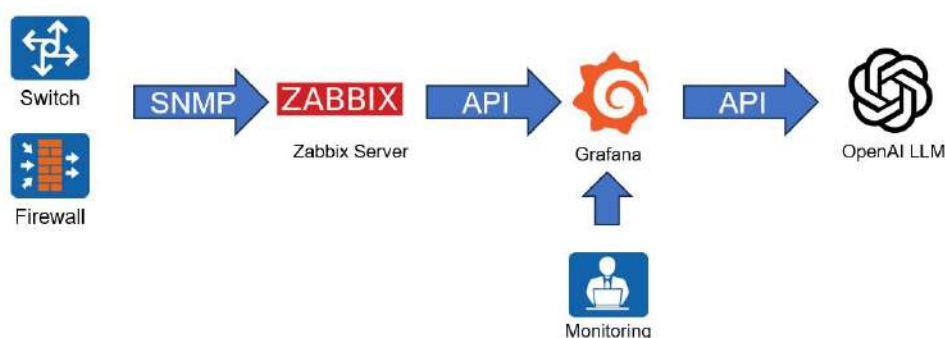 Switch
SNMP
ZABBIX
API
API
Zabbix Server
Grafana
OpenAI LLM
Firewall
Monitoring